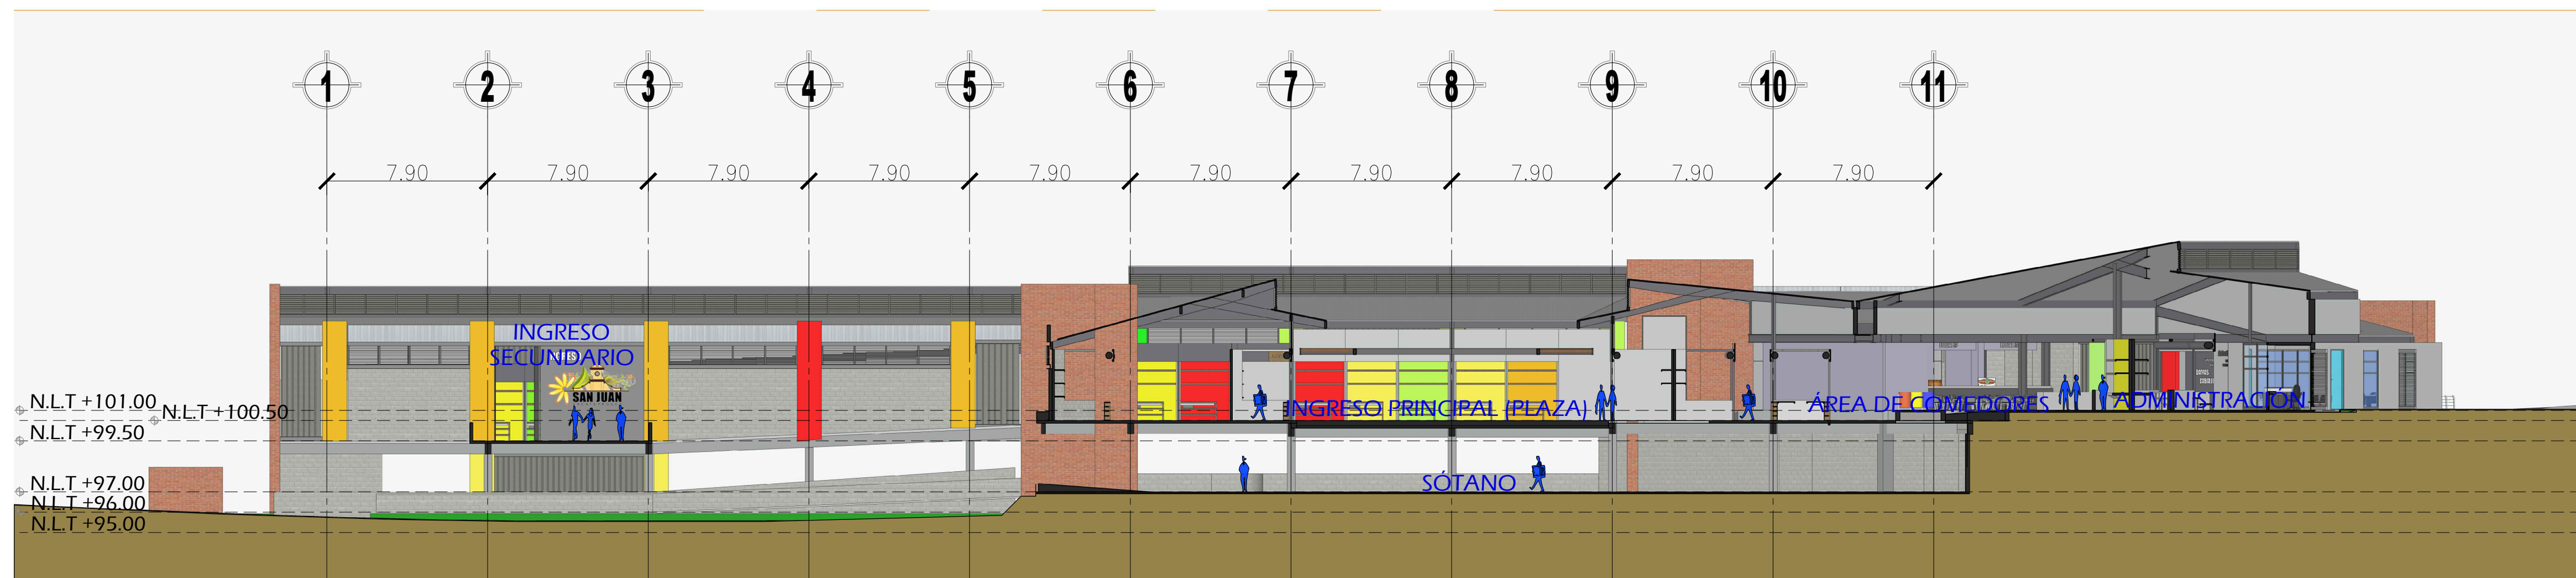 1 2 3 4 5 6 7 8 9 10 11
7.90 7.90 7.90 7.90 7.90 7.90 7.90 7.90 7.90 7.90
INGRESO
SECUNDARIO
SAN JUAN
N.L.T +101.00
N.L.T +100.50
N.L.T +99.50
INGRESO PRINCIPAL (PLAZA)
ÁREA DE COMEDORES
ADMINISTRACIÓN
SÓTANO
N.L.T +97.00
N.L.T +96.00
N.L.T +95.00